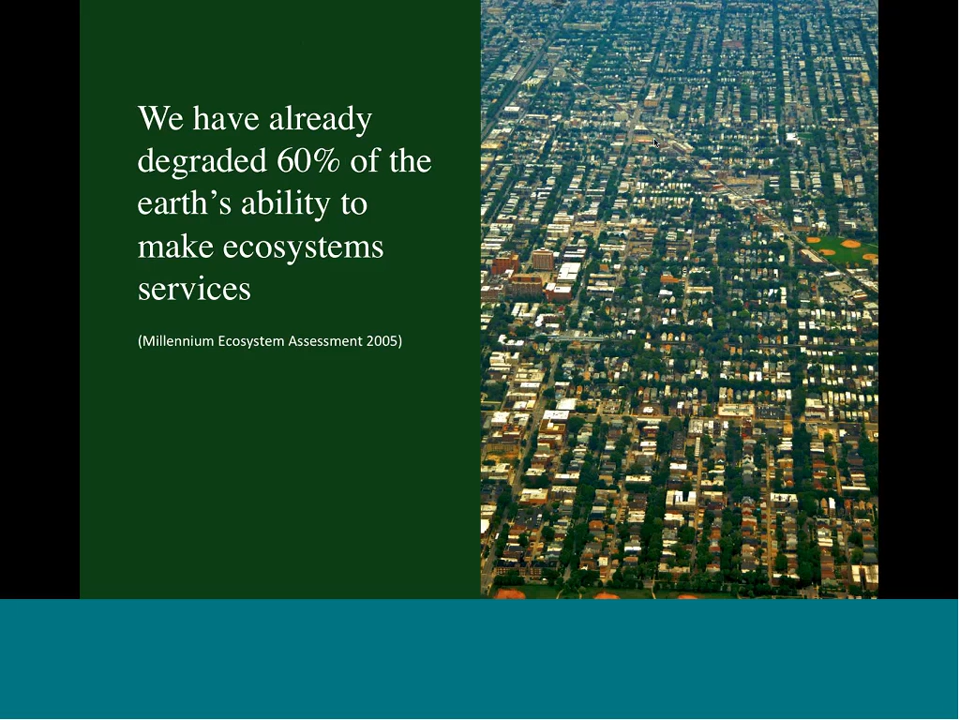 We have already
degraded 60% of the
earth’s ability to
make ecosystems
services
(Millennium Ecosystem Assessment 2005)